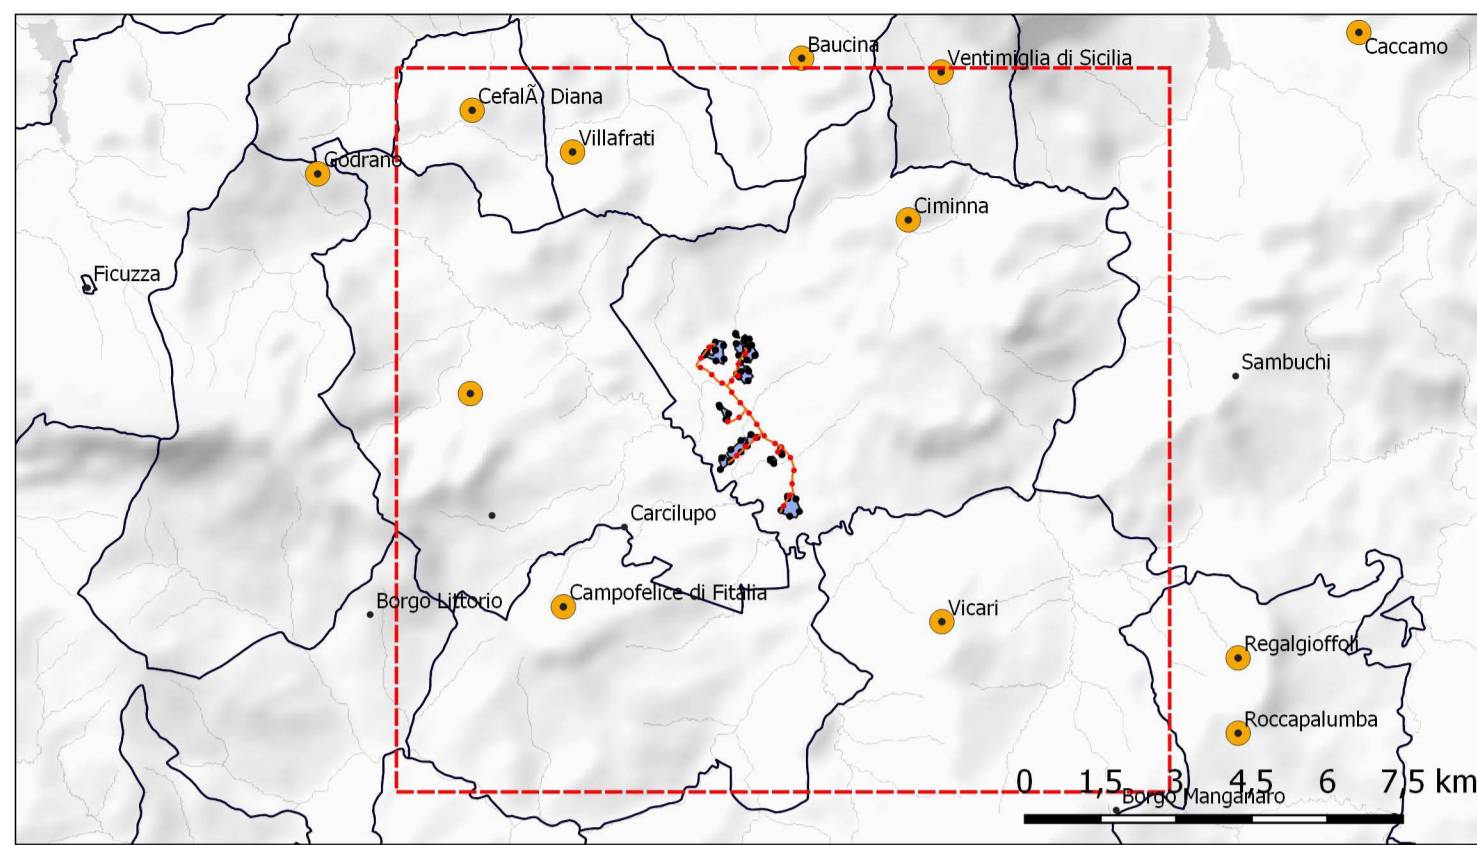 Baucina
Caccamo
Ventimiglia di Sicilia
CefalÃ Diana
Villafrati
Godrano
Ciminna
Ficuzza
Sambuchi
Carcilupo
Campofelice di Fitalia
Borgo Littorio
Vicari
Regalgioffoli
Roccapalumba
0 1,5 3 4,5 6 7,5 km
Borgo Manganaro